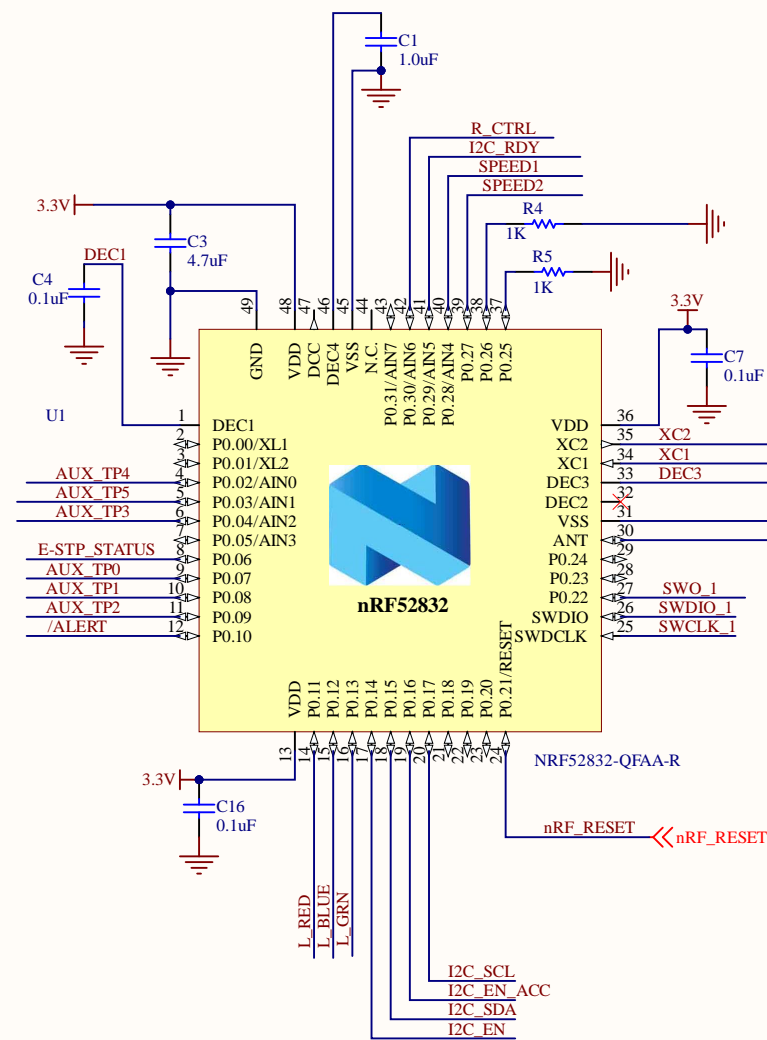 C1
1.0uF
R_CTRL
I2C_RDY
SPEED1
SPEED2
3.3V
R4
1K
C3
4.7uF
DEC1
R5
1K
C4
0.1uF
3.3V
C7
0.1uF
49 48 47 46 45 44 43 42 41 40 39 38 37
GND VDD DCC DEC4 VSS N.C. P0.31/AIN7 P0.30/AIN6 P0.29/AIN5 P0.28/AIN4 P0.27 P0.26 P0.25
U1
1 DEC1
2 P0.00/XL1
3 P0.01/XL2
AUX_TP4 4 P0.02/AIN0
AUX_TP5 5 P0.03/AIN1
AUX_TP3 6 P0.04/AIN2
7 P0.05/AIN3
E-STP_STATUS 8 P0.06
AUX_TP0 9 P0.07
AUX_TP1 10 P0.08
AUX_TP2 11 P0.09
/ALERT 12 P0.10
VDD 36
XC2 35 XC2
XC1 34 XC1
DEC3 33 DEC3
DEC2 32
VSS 31
ANT 30
P0.24 29
P0.23 28
P0.22 27 SWO_1
SWDIO 26 SWDIO_1
SWDCLK 25 SWCLK_1
nRF52832
VDD P0.11 P0.12 P0.13 P0.14 P0.15 P0.16 P0.17 P0.18 P0.19 P0.20 P0.21/RESET
13 14 15 16 17 18 19 20 21 22 23 24
NRF52832-QFAA-R
3.3V
C16
0.1uF
nRF_RESET
nRF_RESET
L_RED
L_BLUE
L_GRN
I2C_SCL
I2C_EN_ACC
I2C_SDA
I2C_EN